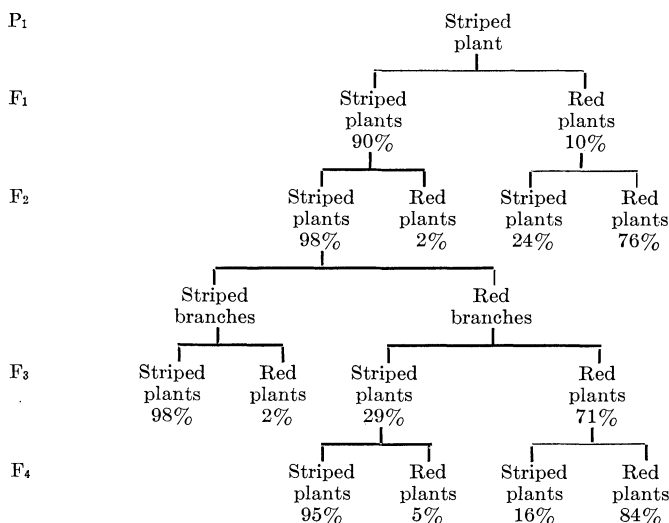 P₁ Striped
plant
F₁ Striped Red
plants plants
90% 10%
F₂ Striped Red Striped Red
plants plants plants plants
98% 2% 24% 76%
Striped Red
branches branches
F₃ Striped Red Striped Red
plants plants plants plants
98% 2% 29% 71%
F₄ Striped Red Striped Red
plants plants plants plants
95% 5% 16% 84%